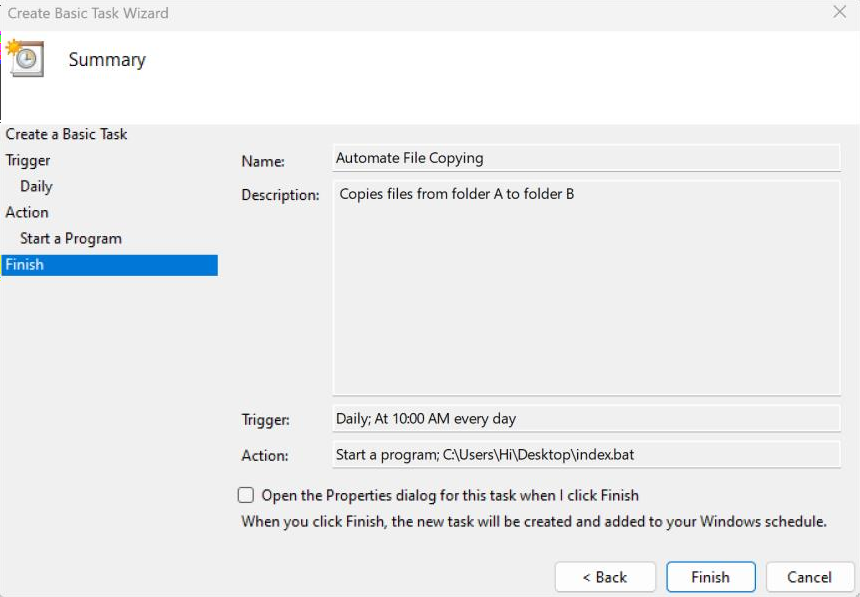 Create Basic Task Wizard
Summary
Create a Basic Task
Trigger
Daily
Action
Start a Program
Finish
Name:
Automate File Copying
Description:
Copies files from folder A to folder B
Trigger:
Daily; At 10:00 AM every day
Action:
Start a program; C:\Users\Hi\Desktop\index.bat
Open the Properties dialog for this task when I click Finish
When you click Finish, the new task will be created and added to your Windows schedule.
< Back
Finish
Cancel